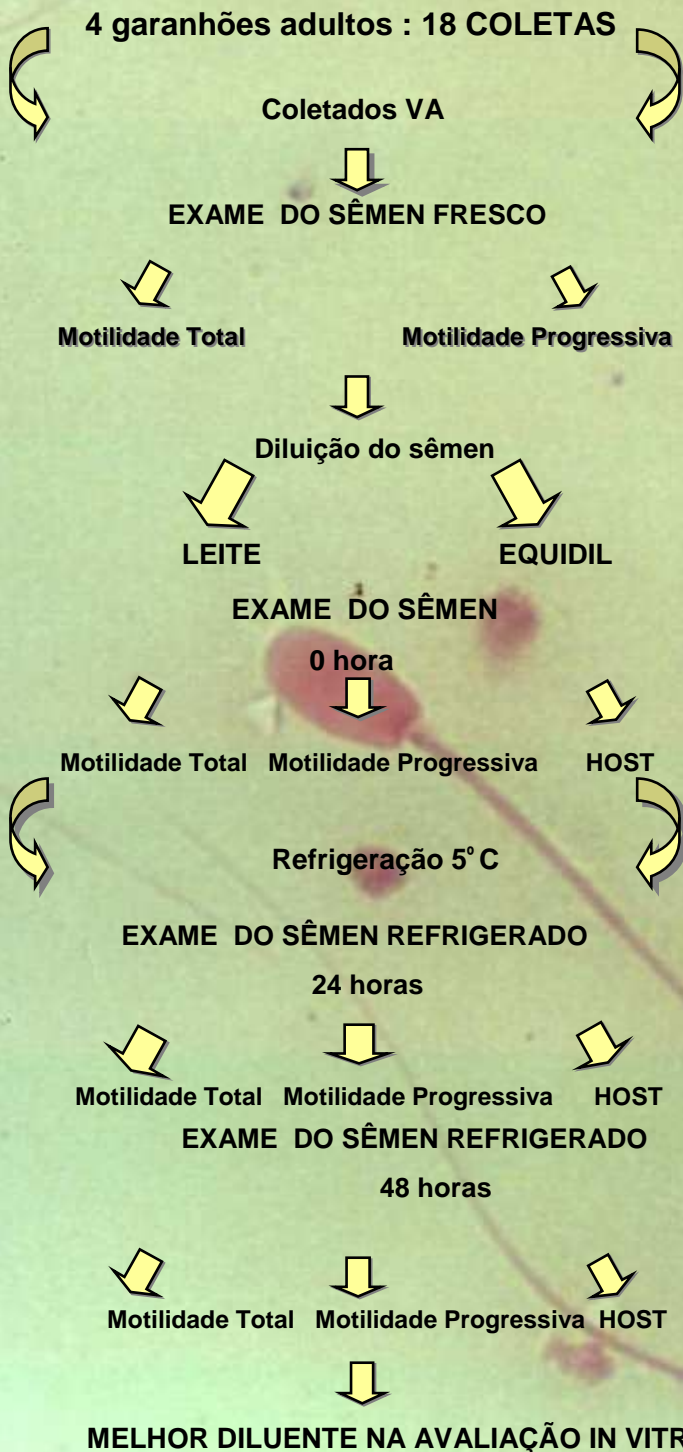 4 garanhões adultos : 18 COLETAS
Coletados VA
EXAME DO SÊMEN FRESCO
Motilidade Total Motilidade Progressiva
Diluição do sêmen
LEITE EQUIDIL
EXAME DO SÊMEN
0 hora
Motilidade Total Motilidade Progressiva HOST
Refrigeração 5⁰ C
EXAME DO SÊMEN REFRIGERADO
24 horas
Motilidade Total Motilidade Progressiva HOST
EXAME DO SÊMEN REFRIGERADO
48 horas
Motilidade Total Motilidade Progressiva HOST
MELHOR DILUENTE NA AVALIAÇÃO IN VITR